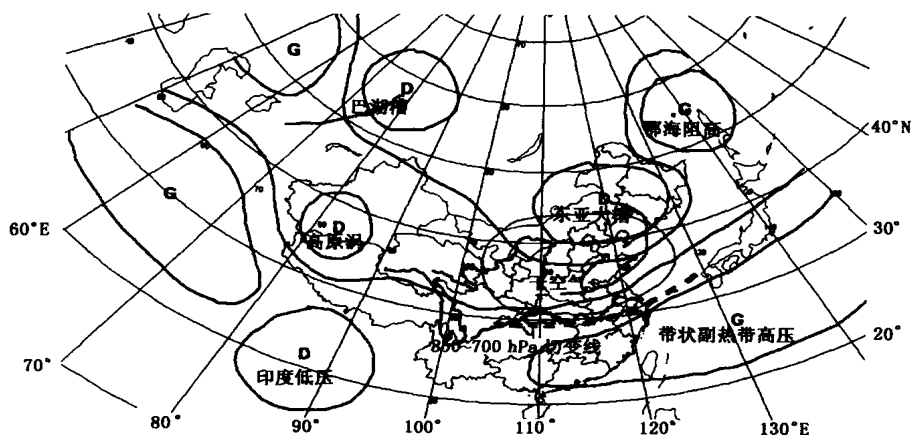 G
D
巴湖槽
G
鄂海阻高
40°N
G
D
高原涡
东亚大槽
60°E
30°
G
带状副热带高压
850-700 hPa 切变线
20°
D
印度低压
70°
80°
90°
100°
110°
120°
130°E